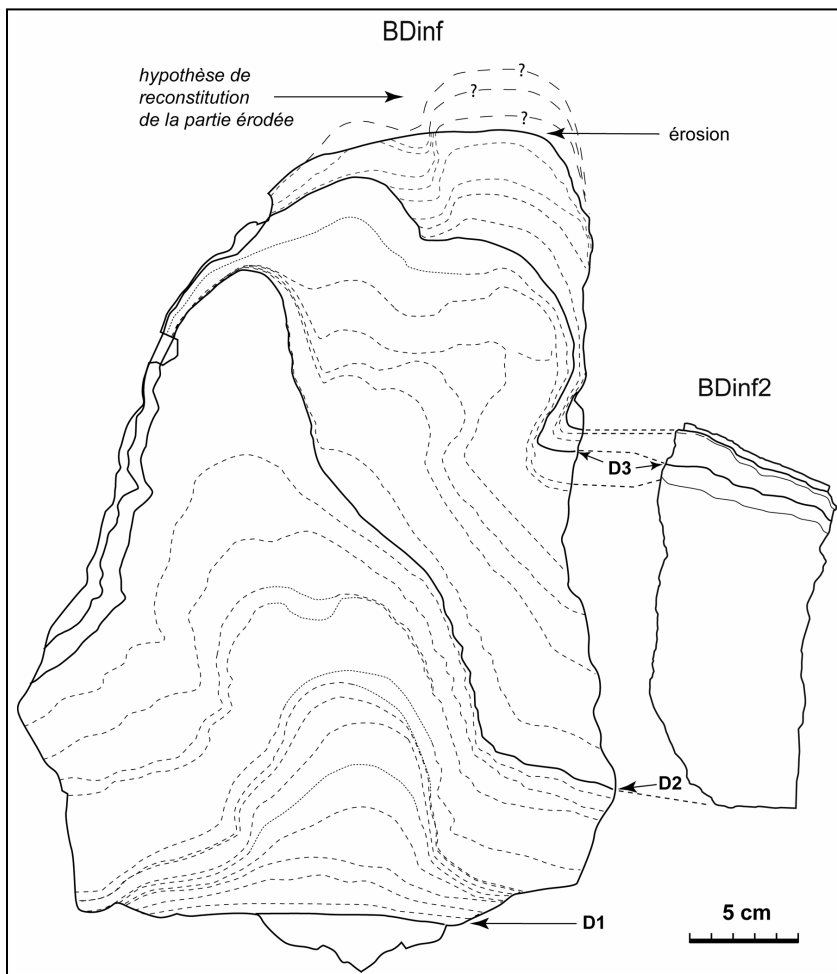 BDinf
hypothèse de
reconstitution
de la partie érodée
?
?
?
érosion
BDinf2
D3
D2
D1
5 cm